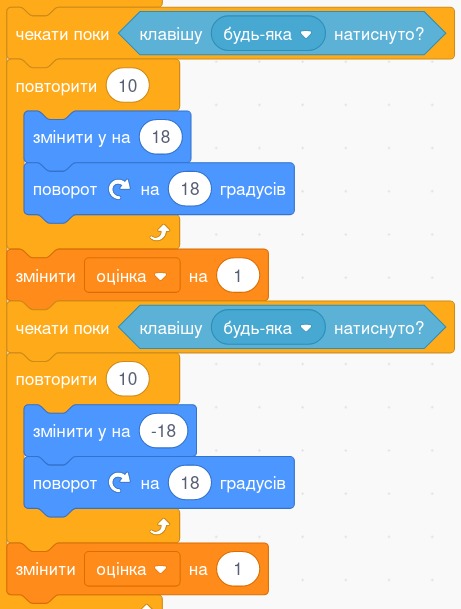 чекати поки клавішу будь-яка натиснуто?
повторити 10
змінити y на 18
поворот на 18 градусів
змінити оцінка на 1
чекати поки клавішу будь-яка натиснуто?
повторити 10
змінити y на -18
поворот на 18 градусів
змінити оцінка на 1